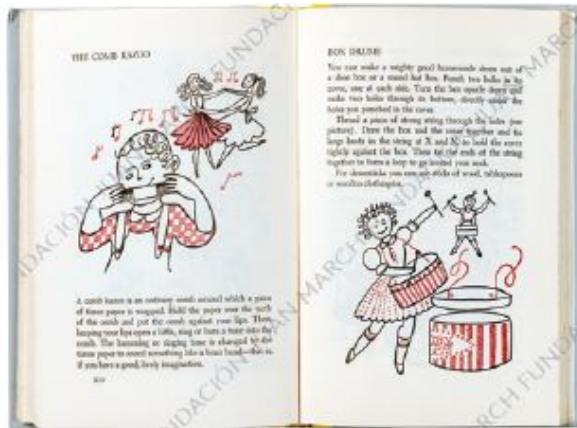 THE COMB KAZOO
A comb kazoo is an ordinary comb around which a piece
of tissue paper is wrapped. Hold the paper over the teeth
of the comb and put the comb against your lips. Then,
keeping your lips open a little, sing or hum a tune into the
comb. The humming or singing tone is changed by the
tissue paper to sound something like a brass band—that is,
if you have a good, lively imagination.
BOX DRUMS
You can make a mighty good homemade drum out of
a shoe box or a round hat box. Punch two holes in its
cover, one at each side. Turn the box upside down and
make two holes through its bottom, directly under the
holes you punched in the cover.
Thread a piece of strong string through the holes (see
picture). Draw the box and the cover together and tie
large knots in the string at X and X, to hold the cover
tightly against the box. Then tie the ends of the string
together to form a loop to go around your neck.
For drumsticks you can use sticks of wood, tablespoons
or wooden clothespins.
FUNDACIÓN JUAN MARCH